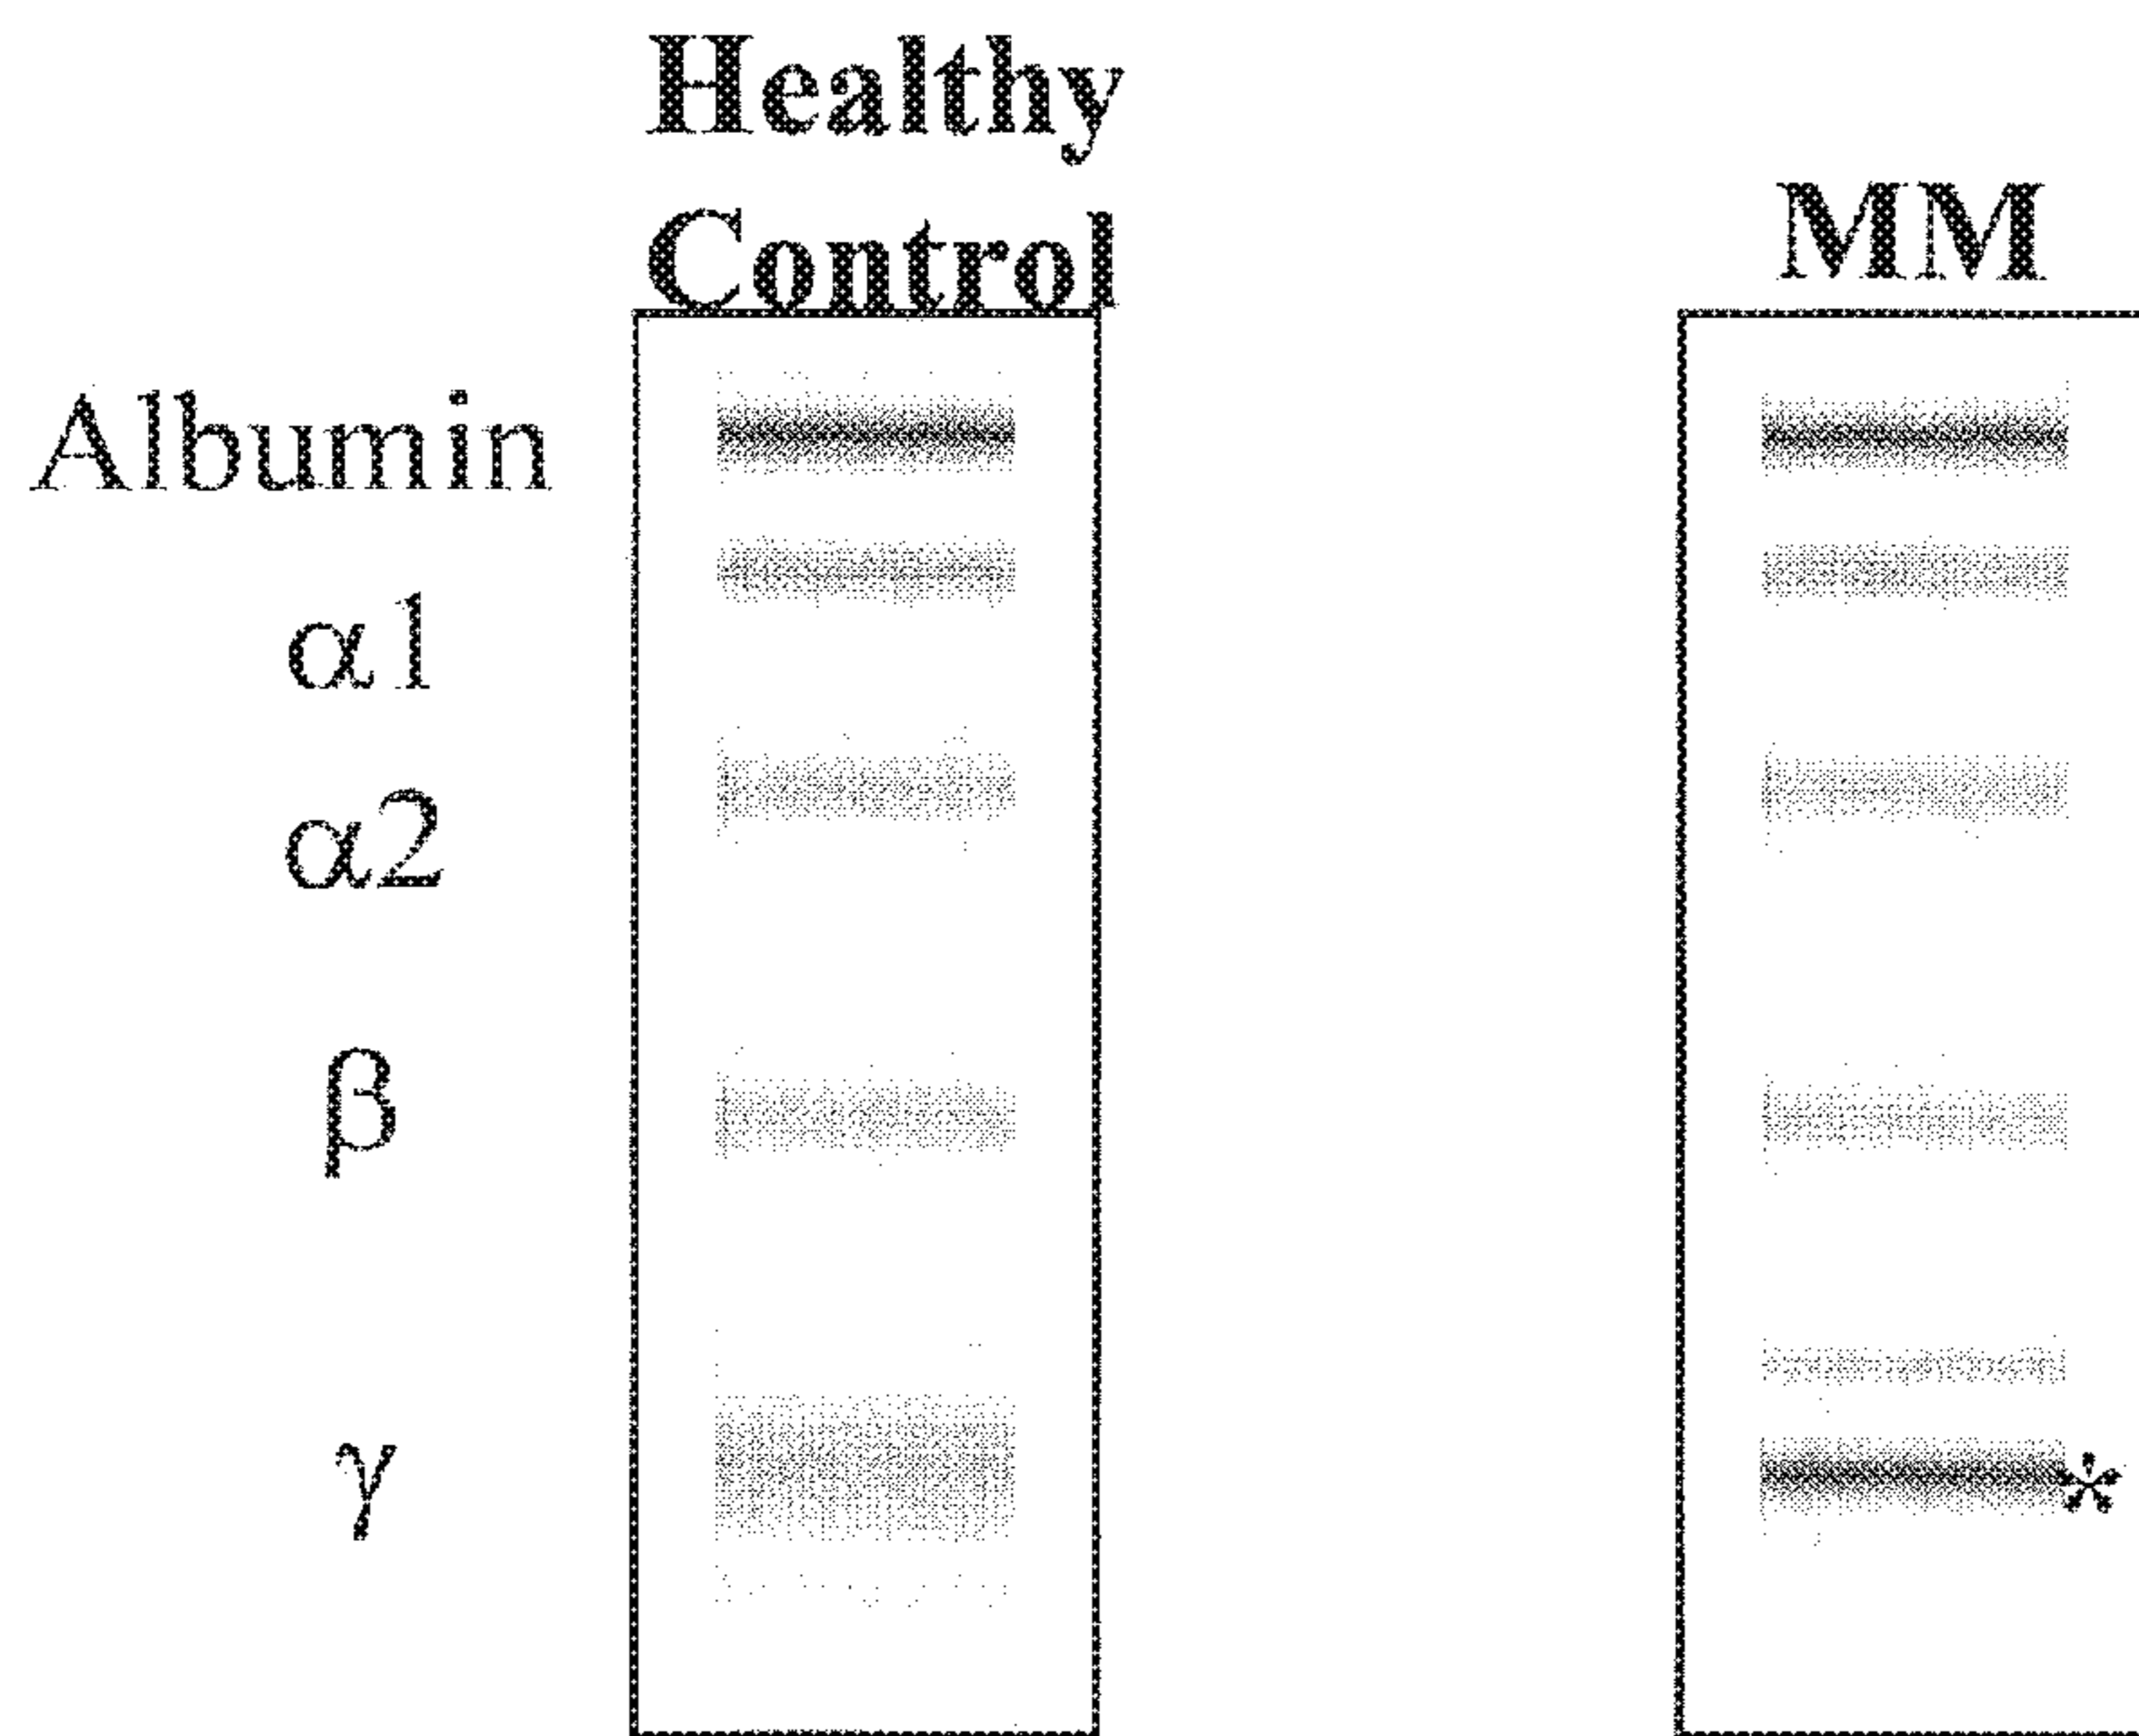 Healthy
Control
MM
Albumin
α1
α2
β
γ
*